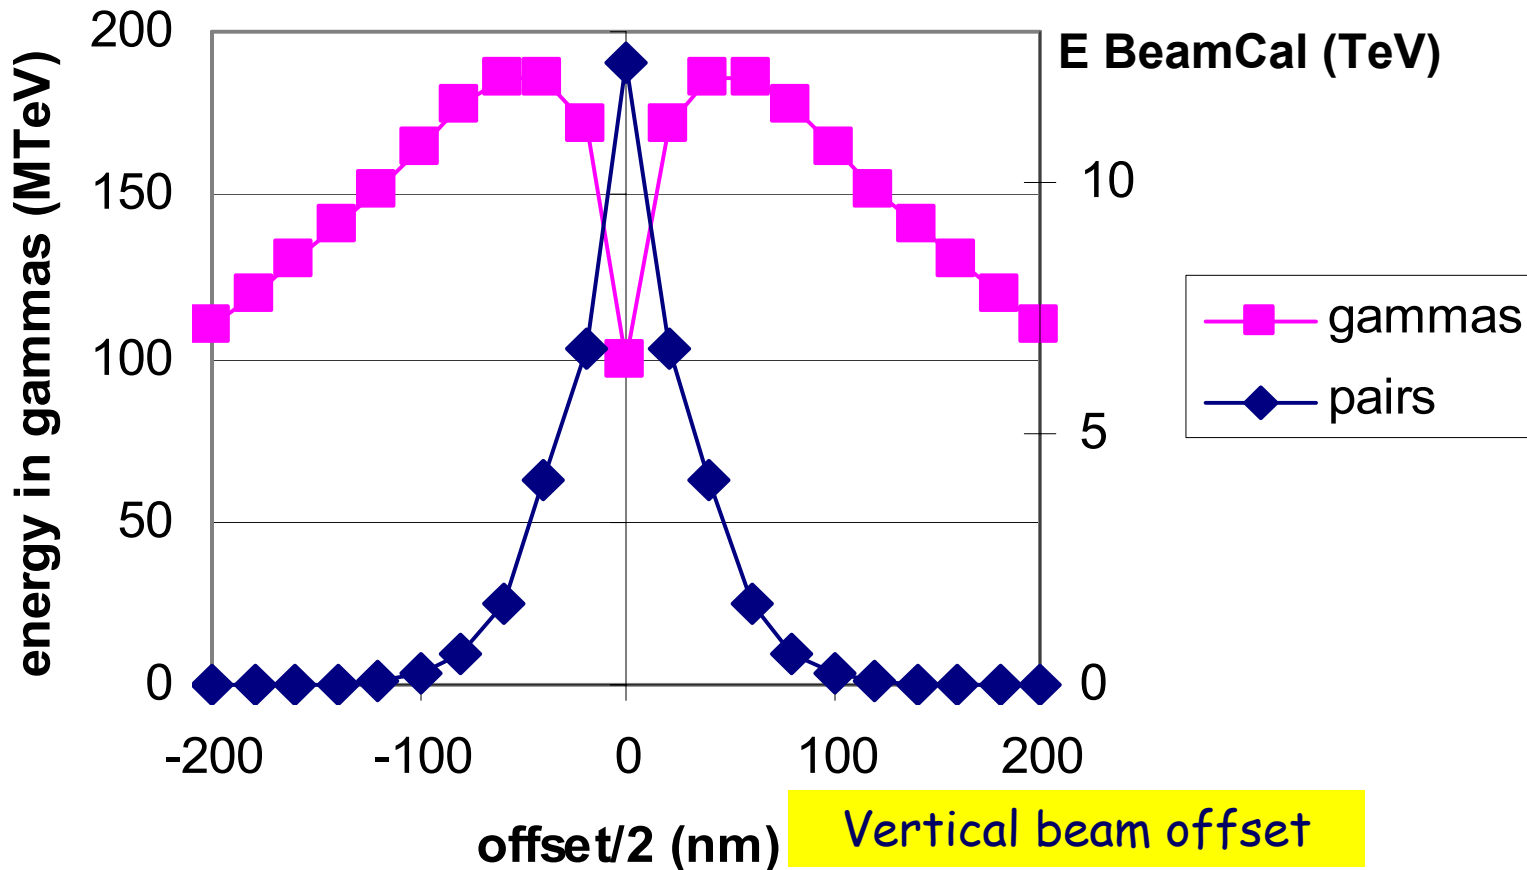 200
E BeamCal (TeV)
energy in gammas (MTeV)
150
10
gammas
100
pairs
5
50
0
0
-200
-100
0
100
200
offset/2 (nm)
Vertical beam offset